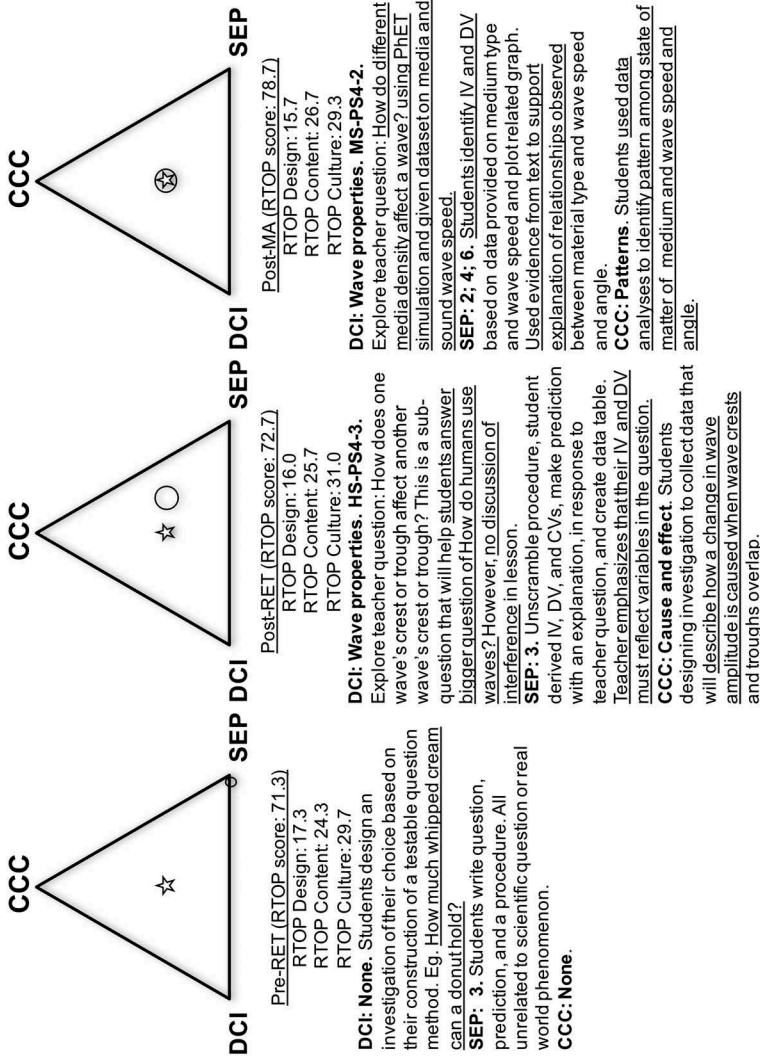 CCC
DCI
SEP
Pre-RET (RTOP score: 71.3)
RTOP Design: 17.3
RTOP Content: 24.3
RTOP Culture: 29.7
DCI: None. Students design an
investigation of their choice based on
their construction of a testable question
method. Eg. How much whipped cream
can a donut hold?
SEP: 3. Students write question,
prediction, and a procedure. All
unrelated to scientific question or real
world phenomenon.
CCC: None.
CCC
DCI
SEP
Post-RET (RTOP score: 72.7)
RTOP Design: 16.0
RTOP Content: 25.7
RTOP Culture: 31.0
DCI: Wave properties. HS-PS4-3.
Explore teacher question: How does one
wave's crest or trough affect another
wave's crest or trough? This is a sub-
question that will help students answer
bigger question of How do humans use
waves? However, no discussion of
interference in lesson.
SEP: 3. Unscramble procedure, student
derived IV, DV, and CVs, make prediction
with an explanation, in response to
teacher question, and create data table.
Teacher emphasizes that their IV and DV
must reflect variables in the question.
CCC: Cause and effect. Students
designing investigation to collect data that
will describe how a change in wave
amplitude is caused when wave crests
and troughs overlap.
CCC
DCI
SEP
Post-MA (RTOP score: 78.7)
RTOP Design: 15.7
RTOP Content: 26.7
RTOP Culture: 29.3
DCI: Wave properties. MS-PS4-2.
Explore teacher question: How do different
media density affect a wave? using PhET
simulation and given dataset on media and
sound wave speed.
SEP: 2; 4; 6. Students identify IV and DV
based on data provided on medium type
and wave speed and plot related graph.
Used evidence from text to support
explanation of relationships observed
between material type and wave speed
and angle.
CCC: Patterns. Students used data
analyses to identify pattern among state of
matter of medium and wave speed and
angle.